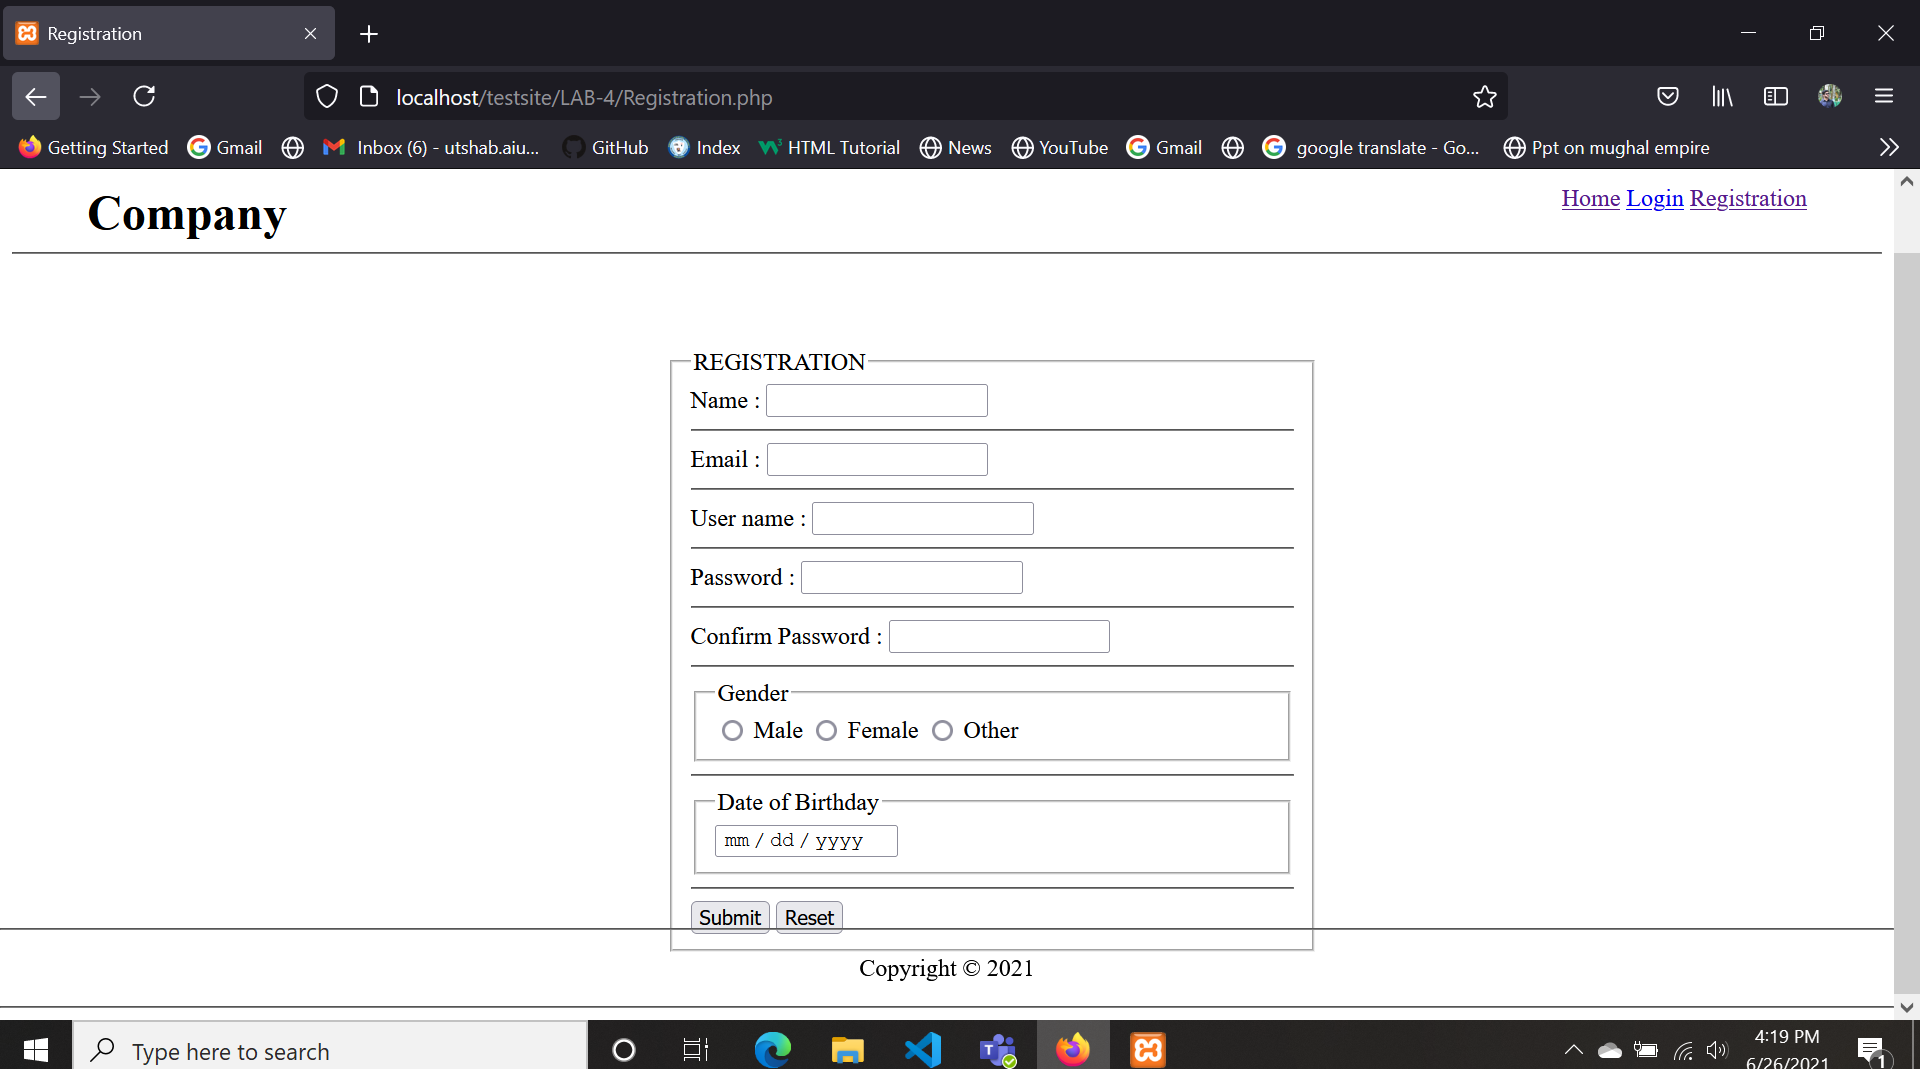 Registration
localhost/testsite/LAB-4/Registration.php
Getting Started Gmail Inbox (6) - utshab.aiu... GitHub Index HTML Tutorial News YouTube Gmail google translate - Go... Ppt on mughal empire
Company
Home Login Registration
REGISTRATION
Name :
Email :
User name :
Password :
Confirm Password :
Gender
Male Female Other
Date of Birthday
mm / dd / yyyy
Submit Reset
Copyright © 2021
Type here to search
4:19 PM
6/26/2021
1